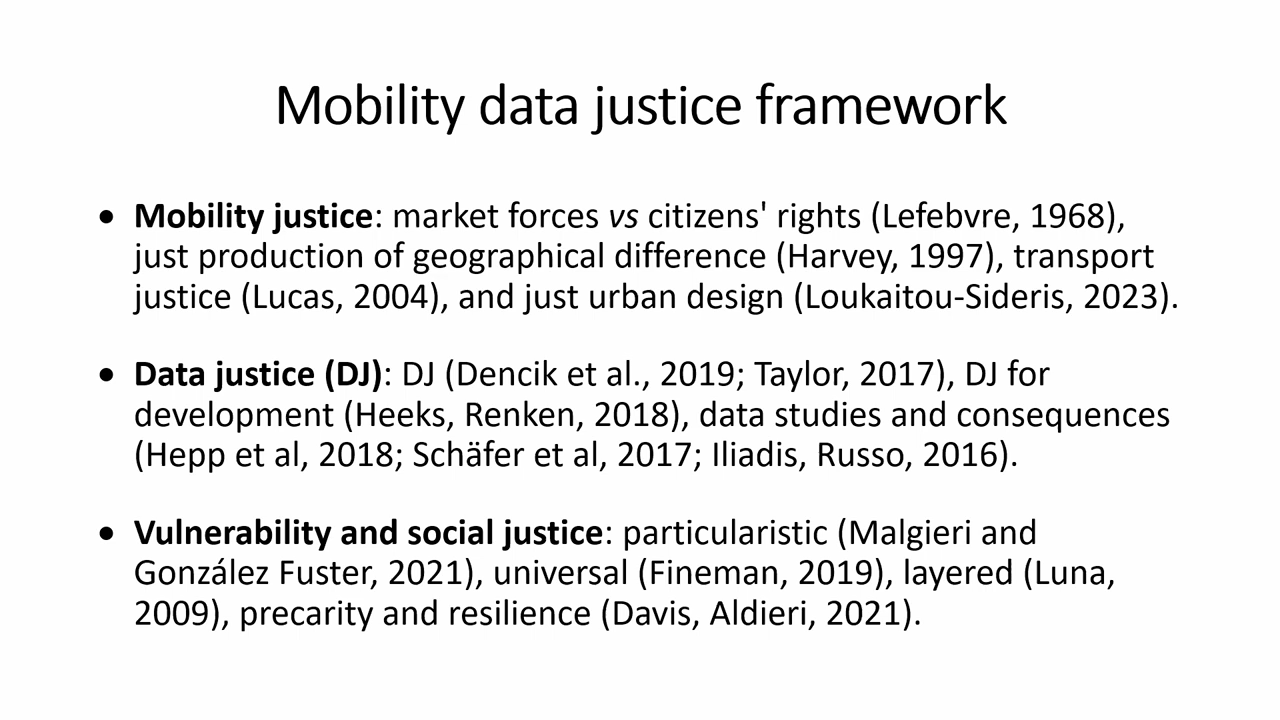 Mobility data justice framework
• Mobility justice: market forces vs citizens' rights (Lefebvre, 1968),
just production of geographical difference (Harvey, 1997), transport
justice (Lucas, 2004), and just urban design (Loukaitou-Sideris, 2023).
• Data justice (DJ): DJ (Dencik et al., 2019; Taylor, 2017), DJ for
development (Heeks, Renken, 2018), data studies and consequences
(Hepp et al, 2018; Schäfer et al, 2017; Iliadis, Russo, 2016).
• Vulnerability and social justice: particularistic (Malgieri and
González Fuster, 2021), universal (Fineman, 2019), layered (Luna,
2009), precarity and resilience (Davis, Aldieri, 2021).